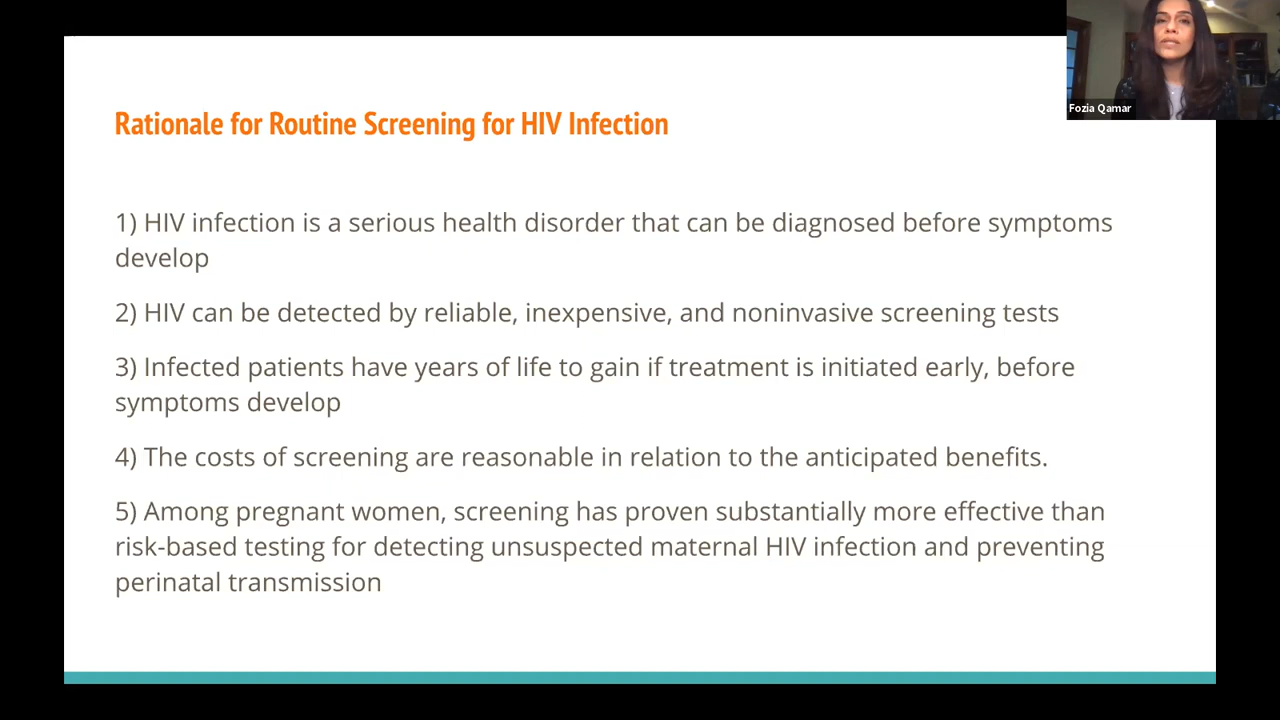 Fozia Qamar
Rationale for Routine Screening for HIV Infection
1) HIV infection is a serious health disorder that can be diagnosed before symptoms
develop
2) HIV can be detected by reliable, inexpensive, and noninvasive screening tests
3) Infected patients have years of life to gain if treatment is initiated early, before
symptoms develop
4) The costs of screening are reasonable in relation to the anticipated benefits.
5) Among pregnant women, screening has proven substantially more effective than
risk-based testing for detecting unsuspected maternal HIV infection and preventing
perinatal transmission